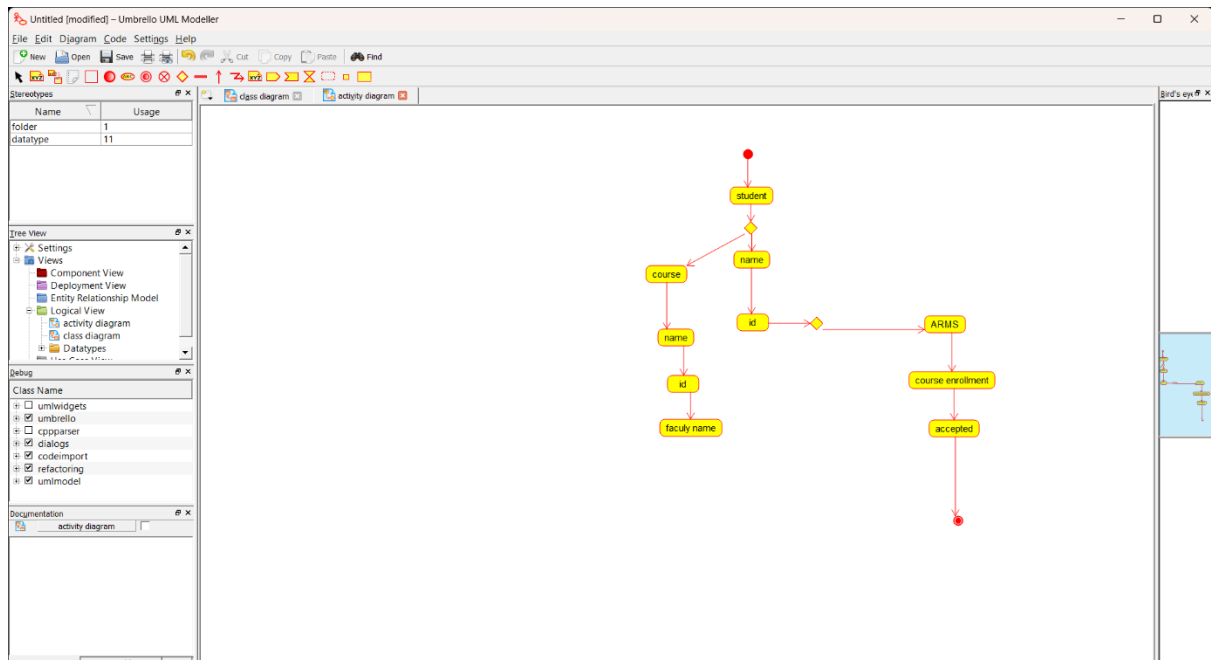 Untitled [modified] – Umbrello UML Modeller
File Edit Diagram Code Settings Help
New Open Save Cut Copy Paste Find
Stereotypes
Name Usage
folder 1
datatype 11
Tree View
Settings
Views
Component View
Deployment View
Entity Relationship Model
Logical View
activity diagram
class diagram
Datatypes
Debug
Class Name
umlwidgets
umbrello
cppparser
dialogs
codeimport
refactoring
umlmodel
Documentation
activity diagram
class diagram activity diagram
student
name
course
id
ARMS
name
course enrollment
id
faculy name
accepted
Bird's eye